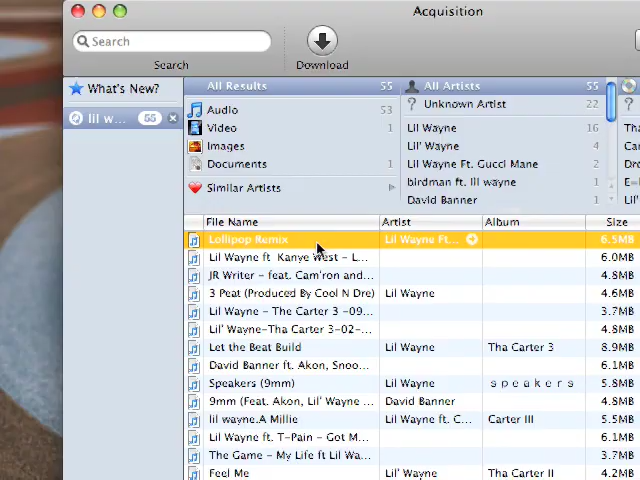 Acquisition
Search
Search
Download
What's New?
lil w... 55
All Results 55
Audio 53
Video 1
Images 1
Documents 1
Similar Artists
All Artists 55
Unknown Artist 22
Lil Wayne 16
Lil' Wayne 4
Lil Wayne Ft. Gucci Mane 2
birdman ft. lil wayne 1
David Banner 1
?
Tha
Car
Dro
E=
Lil'
File Name Artist Album Size
Lollipop Remix Lil Wayne Ft... 6.5MB
Lil Wayne ft Kanye West - L... 6.0MB
JR Writer - feat. Cam'ron and... 4.8MB
3 Peat (Produced By Cool N Dre) Lil Wayne 4.6MB
Lil Wayne - The Carter 3 -09... 3.7MB
Lil' Wayne-Tha Carter 3-02-... 4.8MB
Let the Beat Build Lil Wayne Tha Carter 3 8.9MB
David Banner ft. Akon, Snoo... 6.1MB
Speakers (9mm) Lil Wayne s p e a k e r s 5.8MB
9mm (Feat. Akon, Lil' Wayne ... David Banner 4.8MB
lil wayne.A Millie Lil Wayne ft. C... Carter III 5.5MB
Lil Wayne ft. T-Pain - Got M... 6.1MB
The Game - My Life ft Lil Wa... 3.7MB
Feel Me Lil' Wayne Tha Carter II 4.2MB